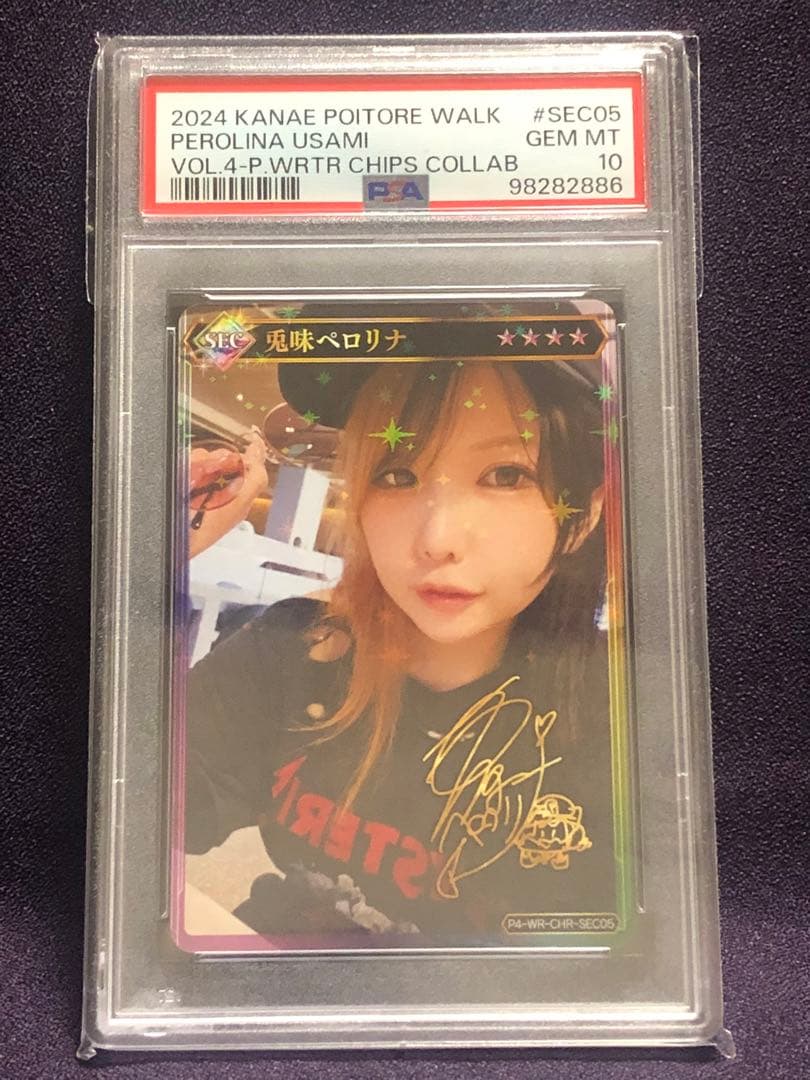 2024 KANAE POITORE WALK #SEC05
PEROLINA USAMI GEM MT
VOL.4-P.WRTR CHIPS COLLAB 10
PSA 98282886
SEC 兎味ペロリナ
P4-WR-CHR-SEC05